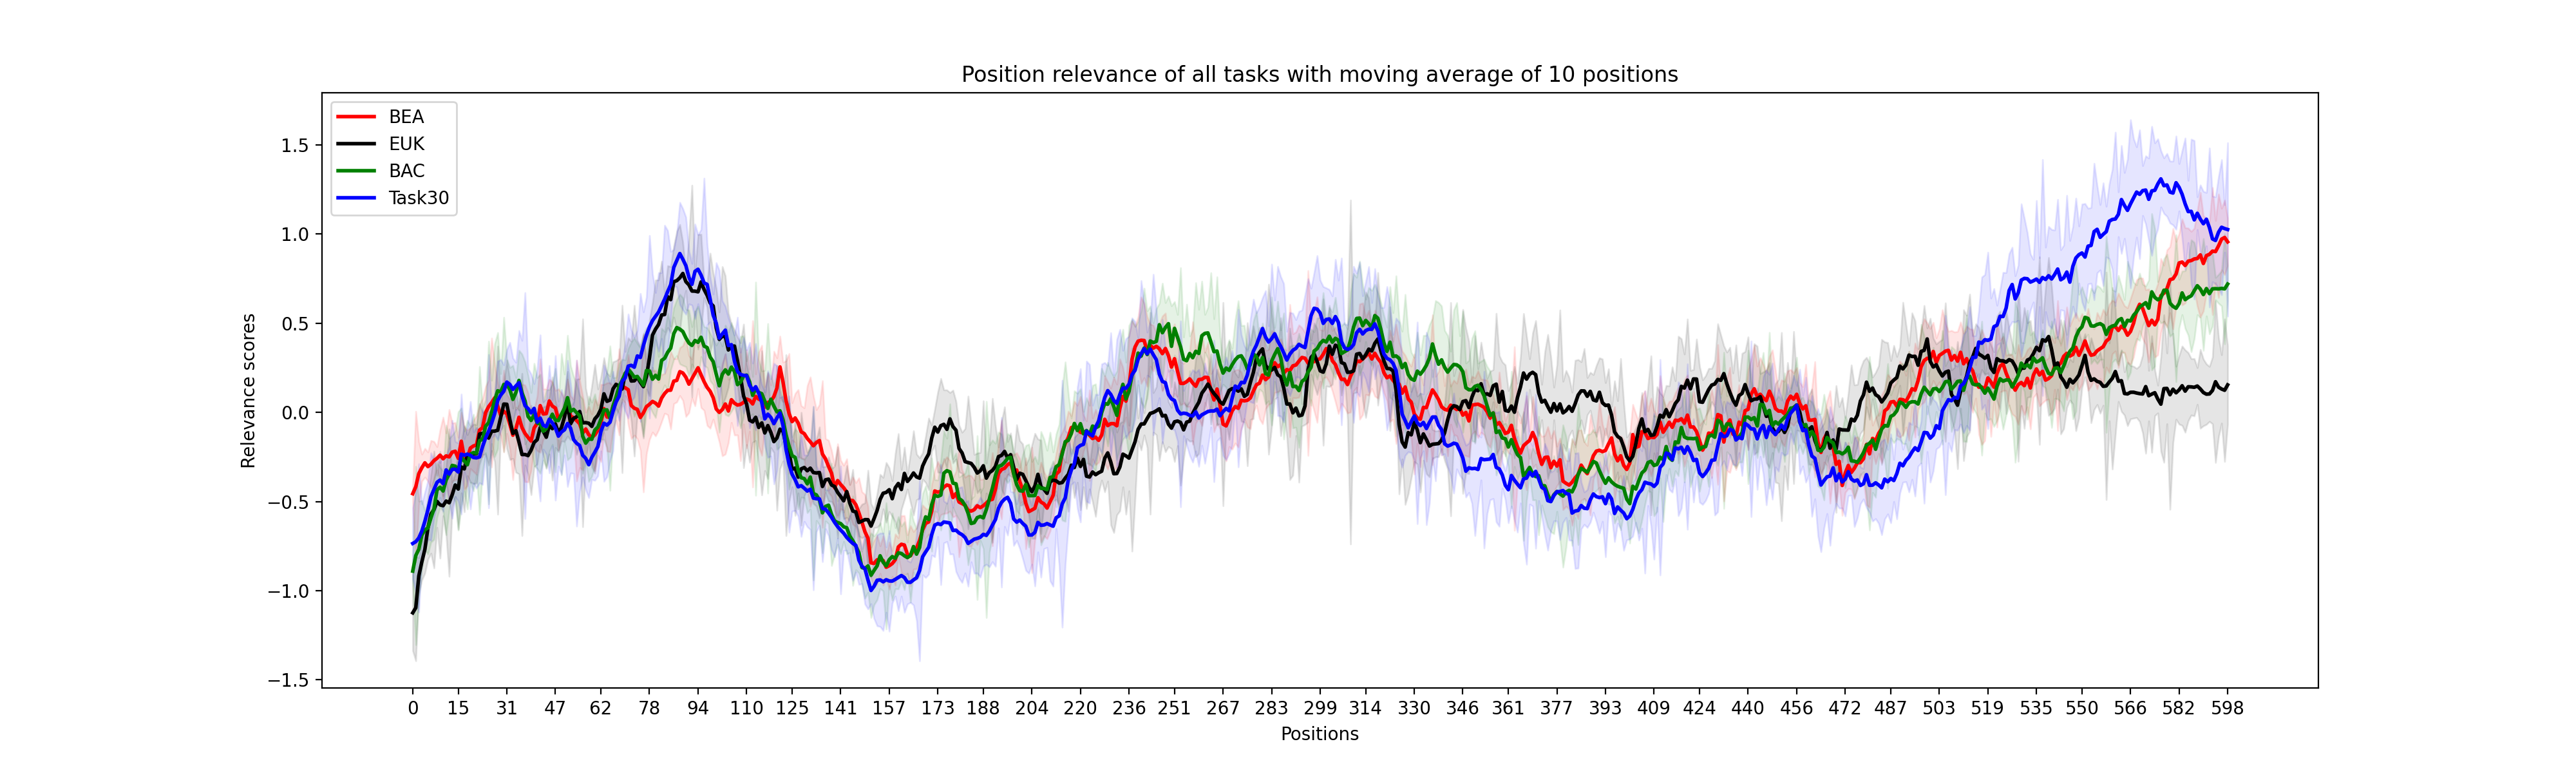 Position relevance of all tasks with moving average of 10 positions
BEA
EUK
BAC
Task30
Relevance scores
1.5
1.0
0.5
0.0
−0.5
−1.0
−1.5
0 15 31 47 62 78 94 110 125 141 157 173 188 204 220 236 251 267 283 299 314 330 346 361 377 393 409 424 440 456 472 487 503 519 535 550 566 582 598
Positions